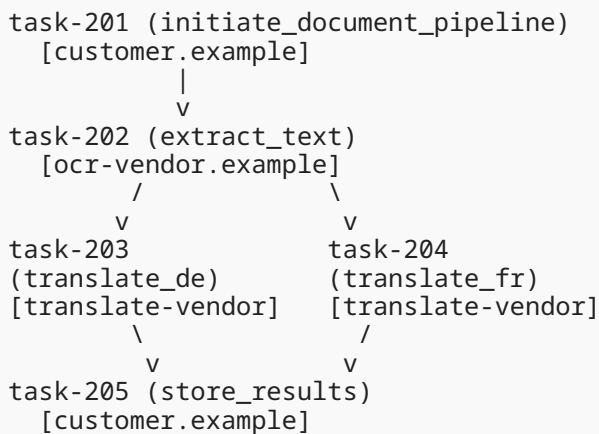 task-201 (initiate_document_pipeline)
[customer.example]
|
v
task-202 (extract_text)
[ocr-vendor.example]
/ \
v v
task-203 task-204
(translate_de) (translate_fr)
[translate-vendor] [translate-vendor]
\ /
v v
task-205 (store_results)
[customer.example]